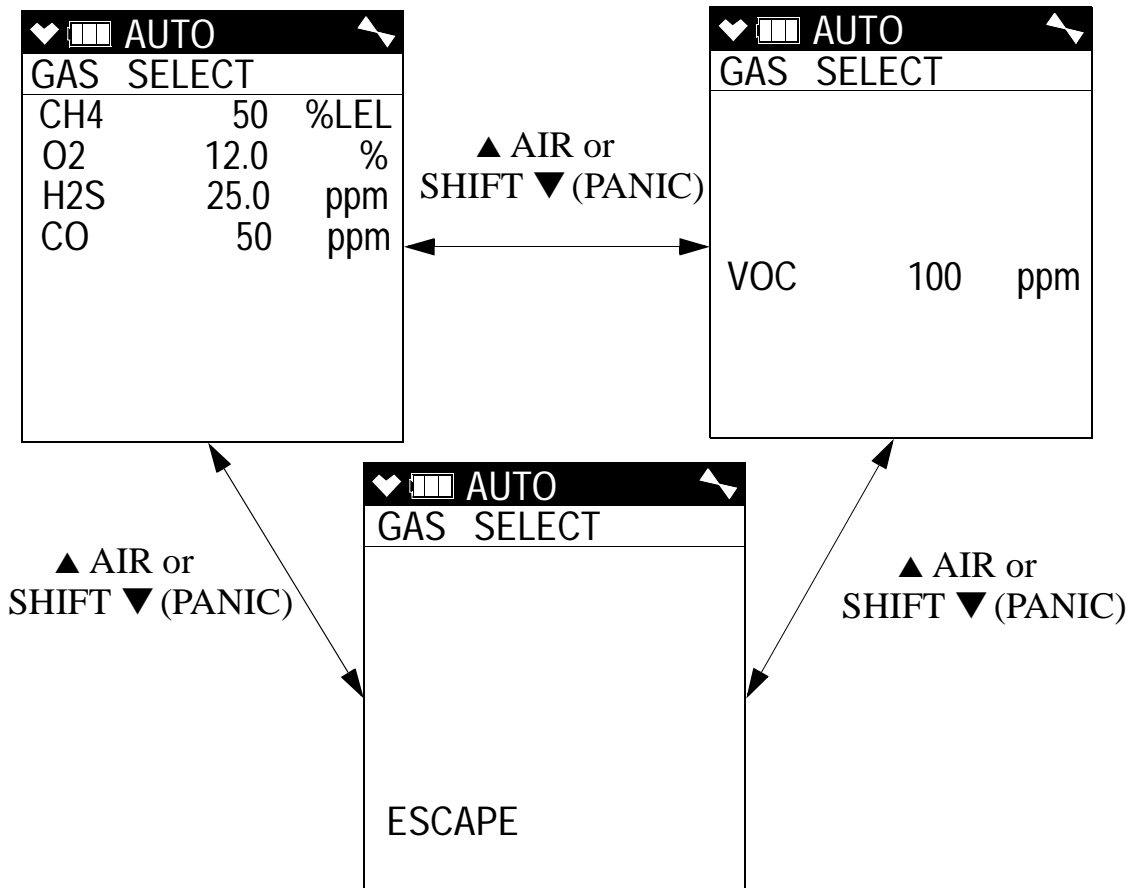 AUTO
GAS SELECT
CH4 50 %LEL
O2 12.0 %
H2S 25.0 ppm
CO 50 ppm
▲ AIR or
SHIFT ▼ (PANIC)
AUTO
GAS SELECT
VOC 100 ppm
▲ AIR or
SHIFT ▼ (PANIC)
AUTO
GAS SELECT
ESCAPE
▲ AIR or
SHIFT ▼ (PANIC)